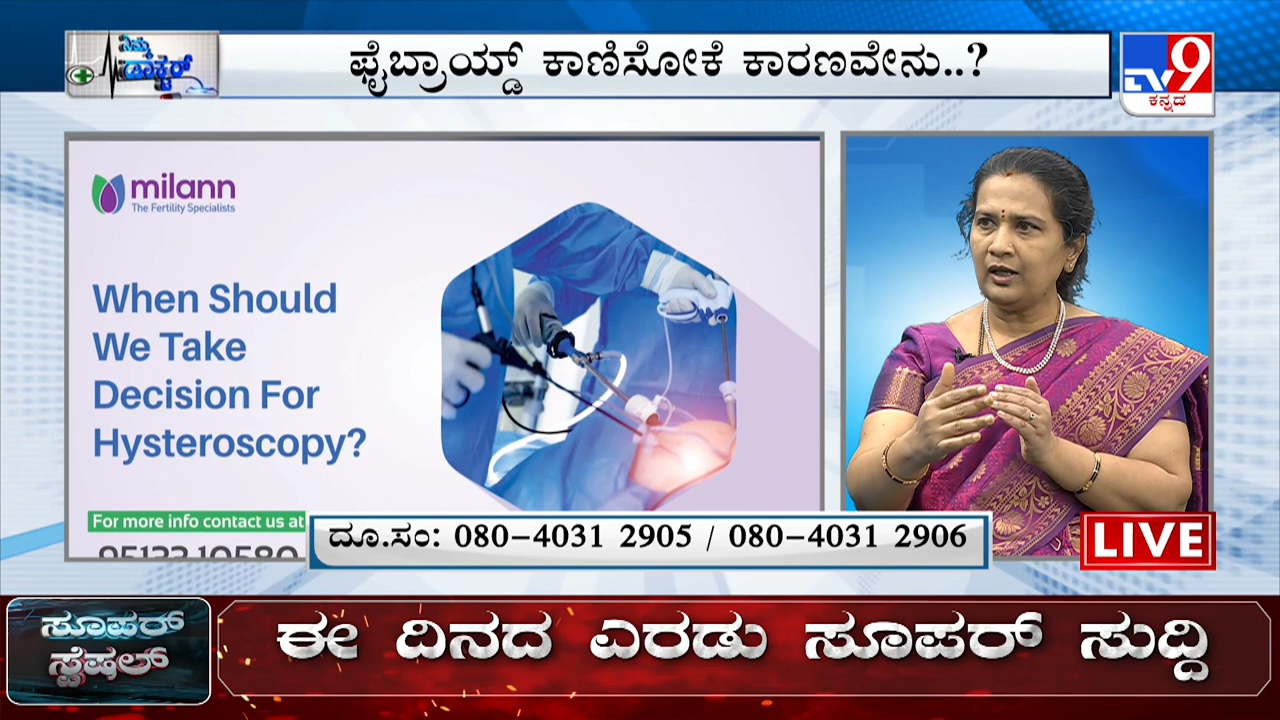 ನಿಮ್ಮ
ಡಾಕ್ಟರ್
ಫೈಬ್ರಾಯ್ಡ್ ಕಾಣಿಸೋಕೆ ಕಾರಣವೇನು..?
TV9
ಕನ್ನಡ
milann
The Fertility Specialists
When Should
We Take
Decision For
Hysteroscopy?
For more info contact us at
ದೂ.ಸಂ: 080-4031 2905 / 080-4031 2906
LIVE
ಸೂಪರ್
ಸ್ಪೆಷಲ್
ಈ ದಿನದ ಎರಡು ಸೂಪರ್ ಸುದ್ದಿ